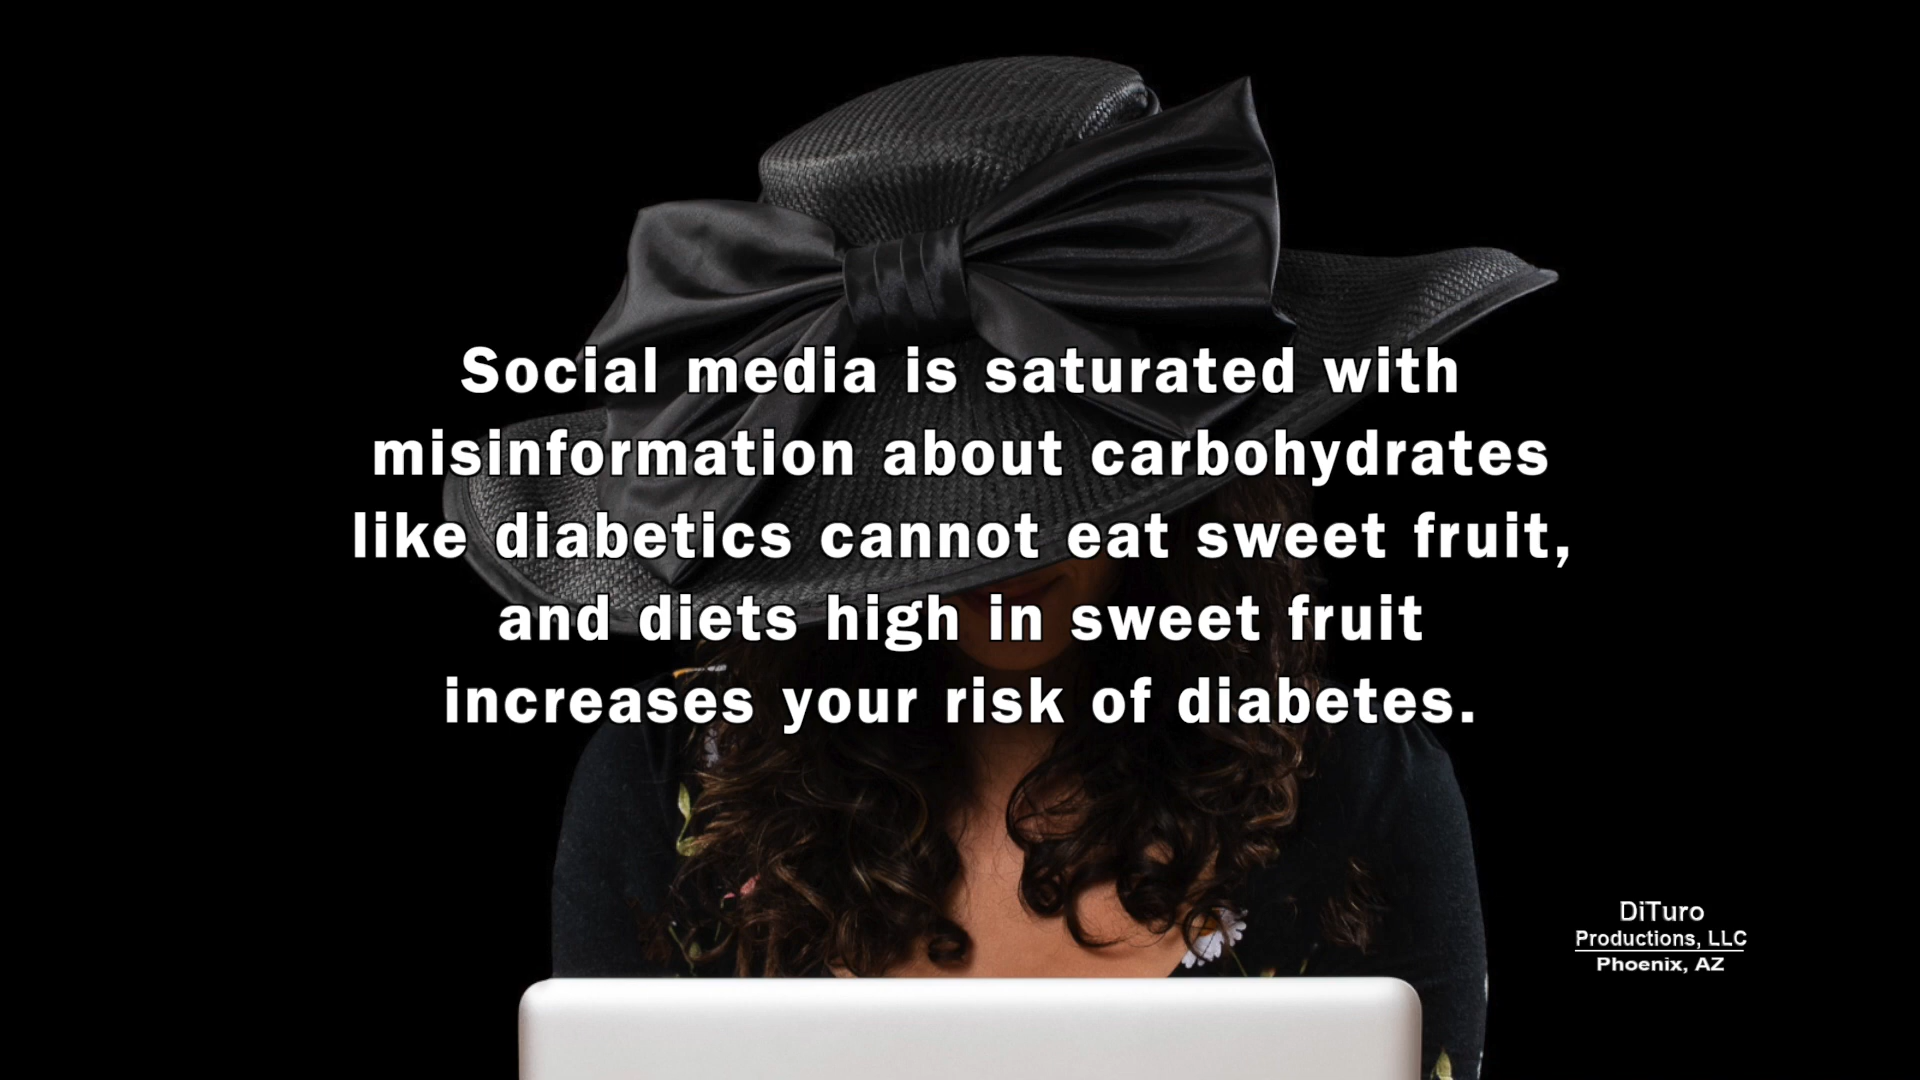 Social media is saturated with
misinformation about carbohydrates
like diabetics cannot eat sweet fruit,
and diets high in sweet fruit
increases your risk of diabetes.
DiTuro
Productions, LLC
Phoenix, AZ